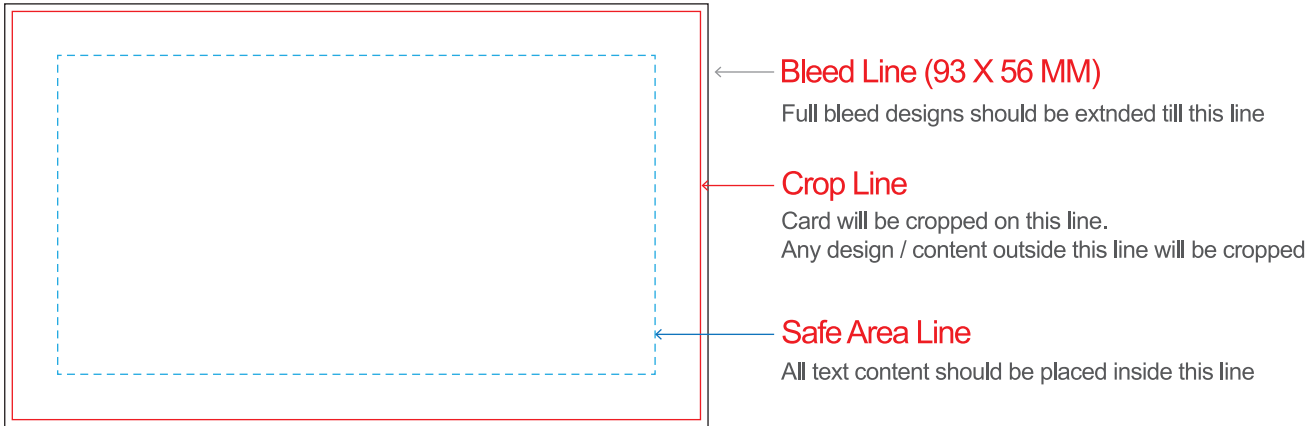 Bleed Line (93 X 56 MM)
Full bleed designs should be extnded till this line
Crop Line
Card will be cropped on this line.
Any design / content outside this line will be cropped
Safe Area Line
All text content should be placed inside this line